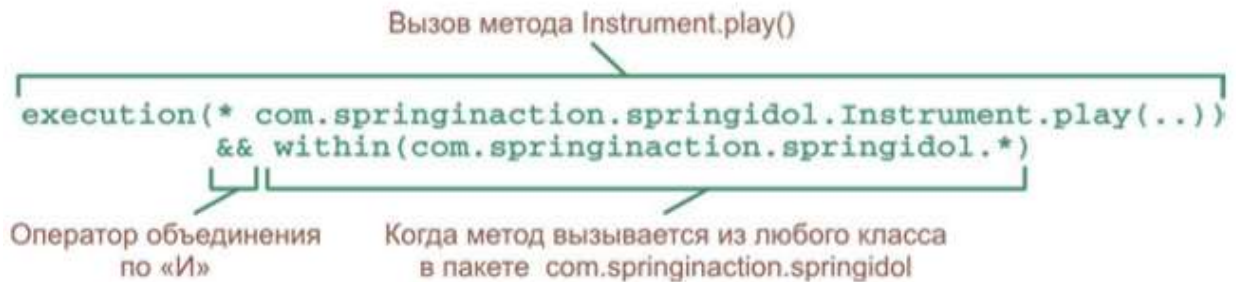 Вызов метода Instrument.play()
execution(* com.springinaction.springidol.Instrument.play(..))
&& within(com.springinaction.springidol.*)
Оператор объединения
по «И»
Когда метод вызывается из любого класса
в пакете com.springinaction.springidol